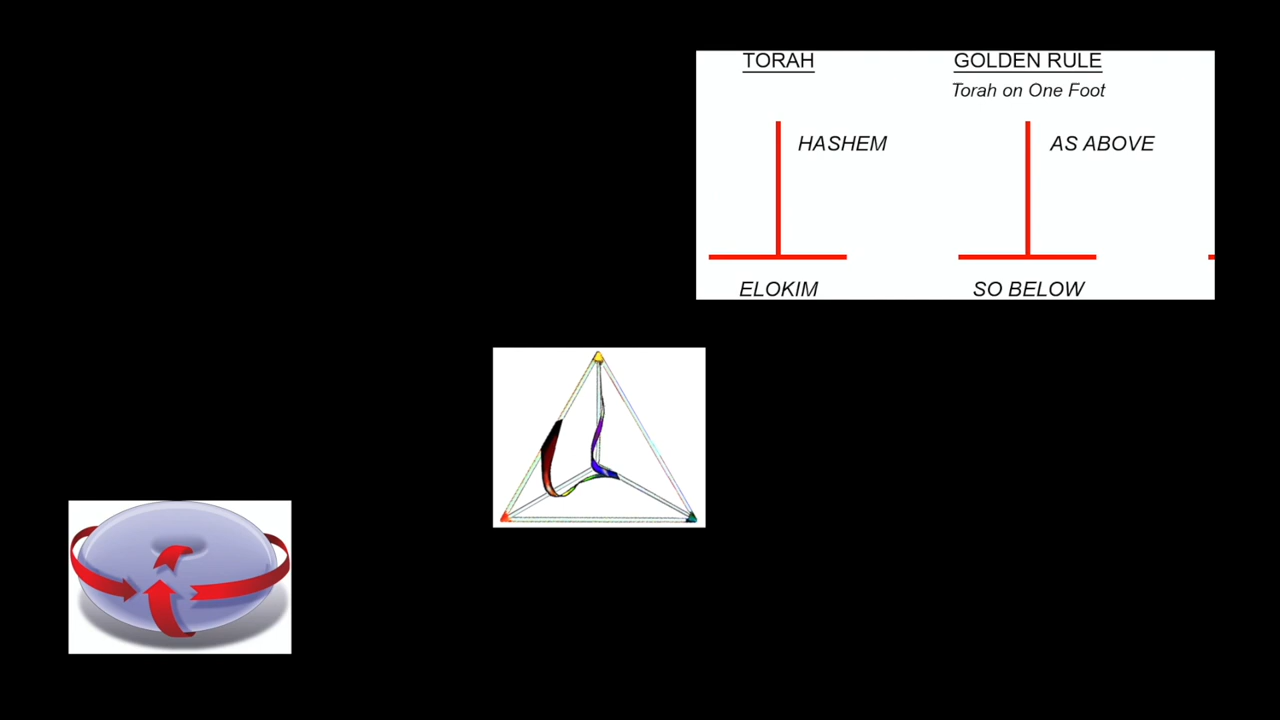 TORAH
GOLDEN RULE
Torah on One Foot
HASHEM
AS ABOVE
ELOKIM
SO BELOW